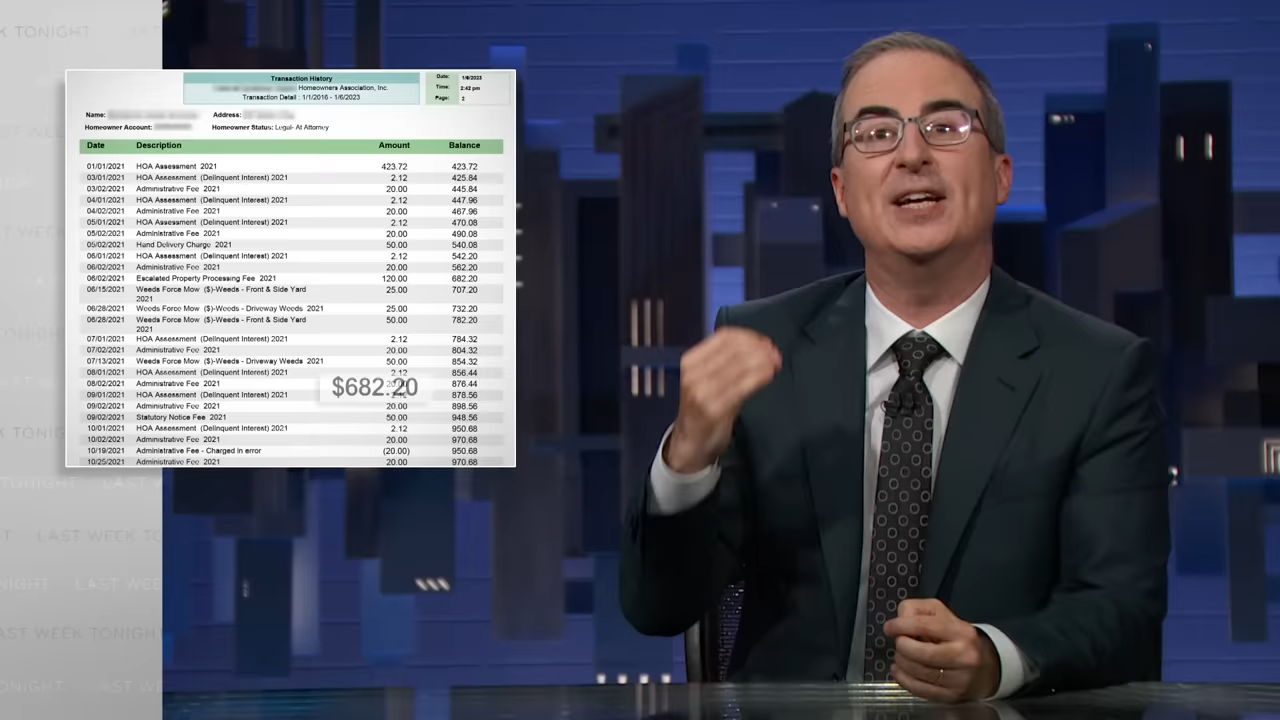 K TONIGHT
Transaction History
Homeowners Association, Inc.
Transaction Detail : 1/1/2016 - 1/6/2023
Date: 1/6/2023
Time: 2:42 pm
Page: 2
Name: Address:
Homeowner Account: Homeowner Status: Legal- At Attorney
Date Description Amount Balance
01/01/2021 HOA Assessment 2021 423.72 423.72
03/01/2021 HOA Assessment (Delinquent Interest) 2021 2.12 425.84
03/02/2021 Administrative Fee 2021 20.00 445.84
04/01/2021 HOA Assessment (Delinquent Interest) 2021 2.12 447.96
04/02/2021 Administrative Fee 2021 20.00 467.96
05/01/2021 HOA Assessment (Delinquent Interest) 2021 2.12 470.08
05/02/2021 Administrative Fee 2021 20.00 490.08
05/02/2021 Hand Delivery Charge 2021 50.00 540.08
06/01/2021 HOA Assessment (Delinquent Interest) 2021 2.12 542.20
06/02/2021 Administrative Fee 2021 20.00 562.20
06/02/2021 Escalated Property Processing Fee 2021 120.00 682.20
06/15/2021 Weeds Force Mow ($)-Weeds - Front & Side Yard 25.00 707.20
2021
06/28/2021 Weeds Force Mow ($)-Weeds - Driveway Weeds 2021 25.00 732.20
06/28/2021 Weeds Force Mow ($)-Weeds - Front & Side Yard 50.00 782.20
2021
07/01/2021 HOA Assessment (Delinquent Interest) 2021 2.12 784.32
07/02/2021 Administrative Fee 2021 20.00 804.32
07/13/2021 Weeds Force Mow ($)-Weeds - Driveway Weeds 2021 50.00 854.32
08/01/2021 HOA Assessment (Delinquent Interest) 2021 2.12 856.44
08/02/2021 Administrative Fee 2021 876.44
$682.20
09/01/2021 HOA Assessment (Delinquent Interest) 2021 878.56
09/02/2021 Administrative Fee 2021 20.00 898.56
09/02/2021 Statutory Notice Fee 2021 50.00 948.56
10/01/2021 HOA Assessment (Delinquent Interest) 2021 2.12 950.68
10/02/2021 Administrative Fee 2021 20.00 970.68
10/19/2021 Administrative Fee - Charged in error (20.00) 950.68
10/25/2021 Administrative Fee 2021 20.00 970.68
K TONIG
TONIGHT LAST W
T LAST WEEK TO
NIGHT LAST WEE
AST WEEK TONIGHT
ONIGHT LAST WE